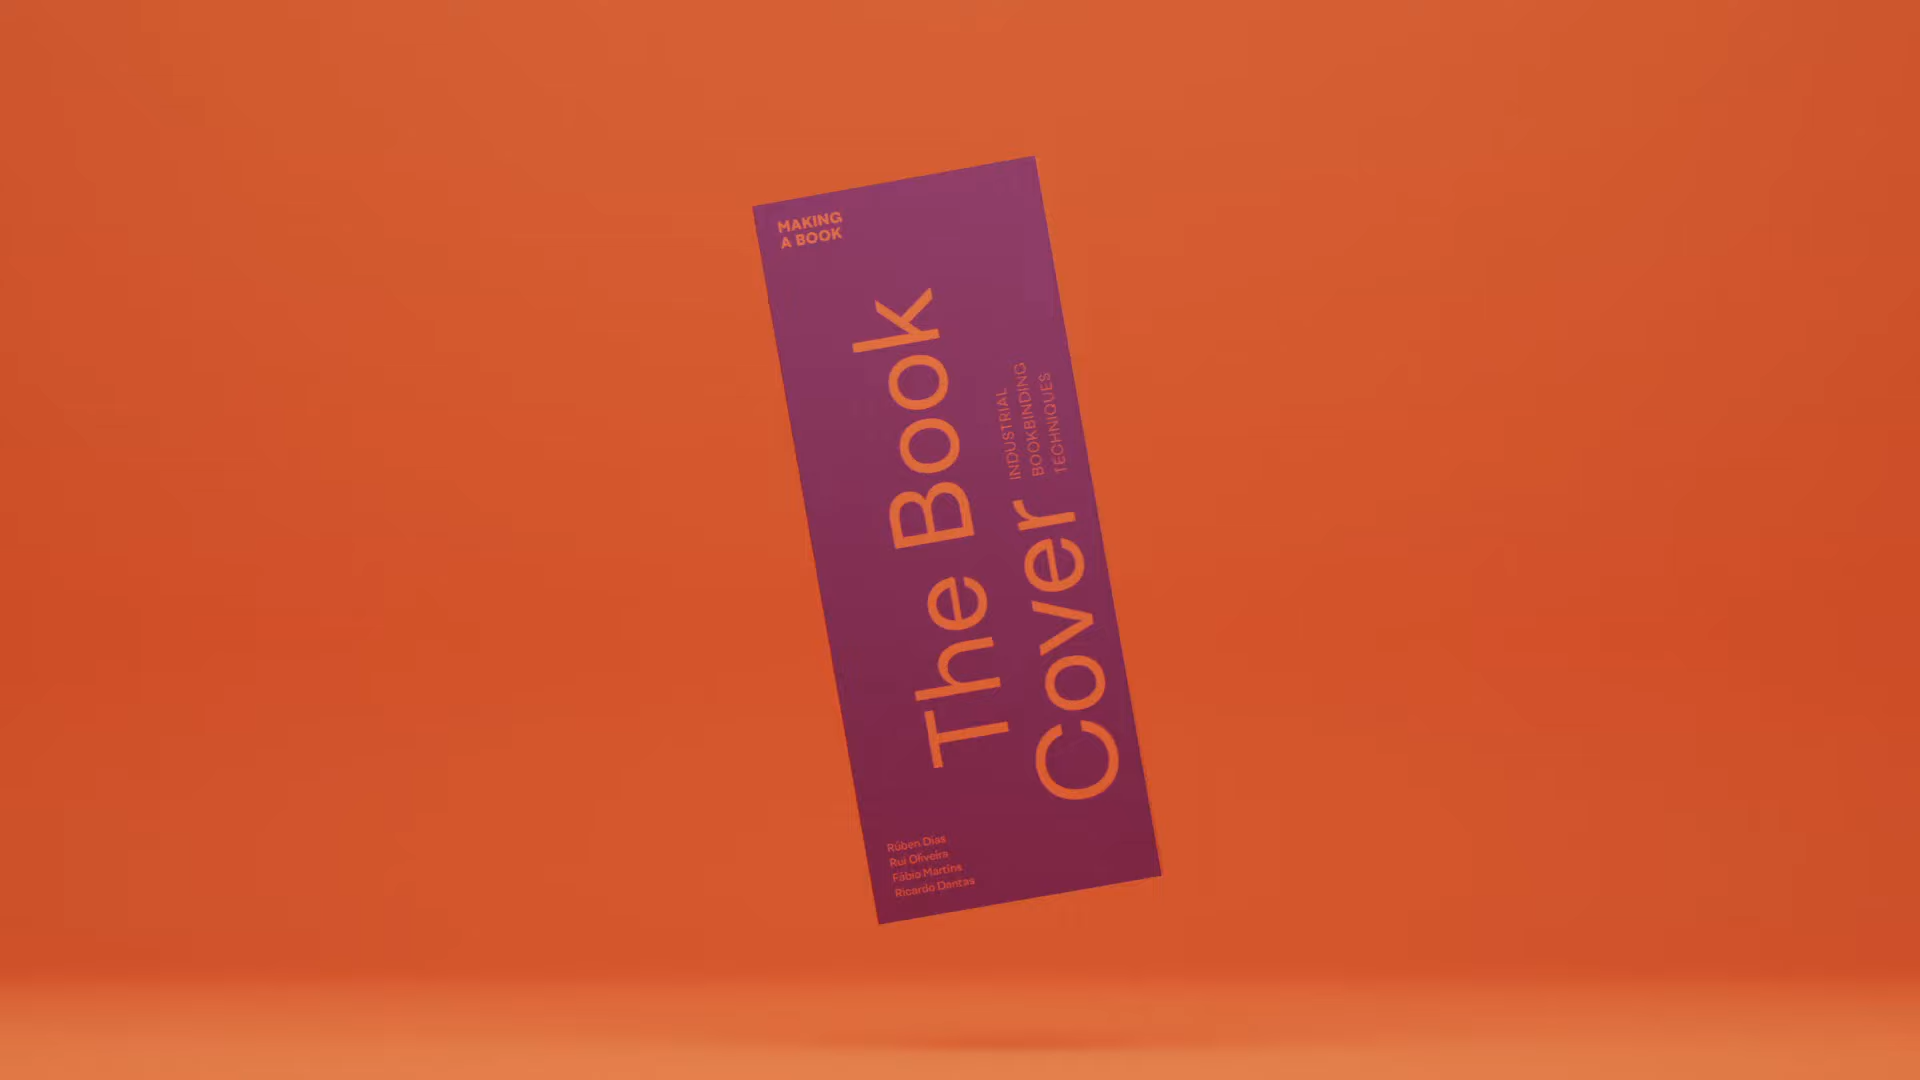 MAKING
A BOOK
The Book
Cover
INDUSTRIAL
BOOKBINDING
TECHNIQUES
Rúben Dias
Rui Oliveira
Fábio Martins
Ricardo Dantas